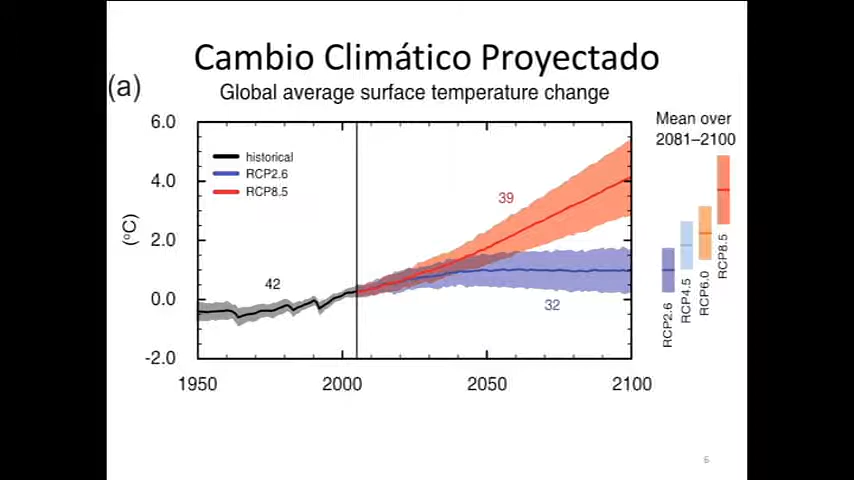 Cambio Climático Proyectado
(a)
Global average surface temperature change
Mean over
2081–2100
6.0
4.0
2.0
0.0
-2.0
(°C)
historical
RCP2.6
RCP8.5
39
42
32
1950
2000
2050
2100
RCP2.6
RCP4.5
RCP6.0
RCP8.5
6